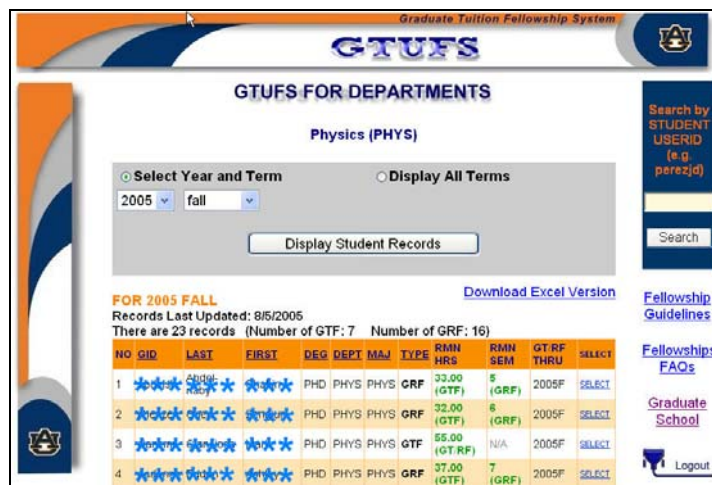 Graduate Tuition Fellowship System
GTUFS
GTUFS FOR DEPARTMENTS
Physics (PHYS)
Select Year and Term Display All Terms
2005 fall
Display Student Records
Download Excel Version
FOR 2005 FALL
Records Last Updated: 8/5/2005
There are 23 records (Number of GTF: 7 Number of GRF: 16)
NO GID LAST FIRST DEG DEPT MAJ TYPE RMN HRS RMN SEM GT/RF THRU SELECT
1 PHD PHYS PHYS GRF 33.00 (GTF) 5 (GRF) 2005F SELECT
2 PHD PHYS PHYS GRF 32.00 (GTF) 6 (GRF) 2005F SELECT
3 PHD PHYS PHYS GTF 55.00 (GT/RF) N/A 2005F SELECT
4 PHD PHYS PHYS GRF 37.00 (GTF) 7 (GRF) 2005F SELECT
Search by
STUDENT
USERID
(e.g.
perezjd)
Search
Fellowship
Guidelines
Fellowships
FAQs
Graduate
School
Logout